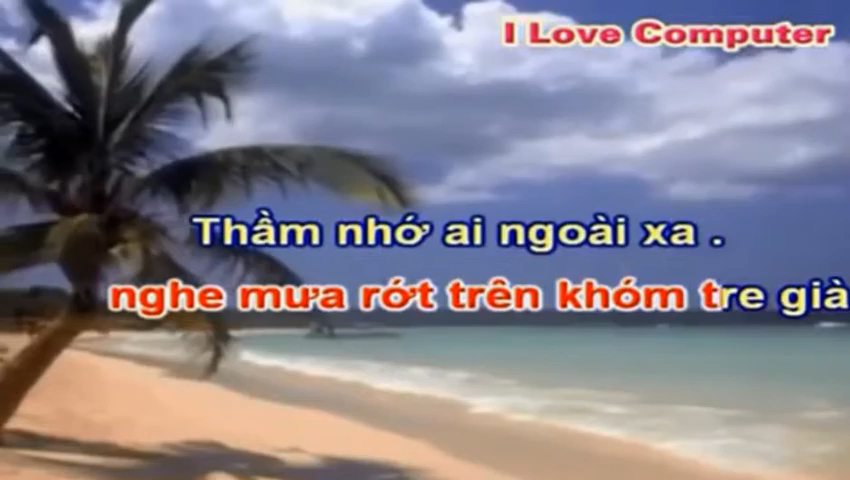 I Love Computer
Thầm nhớ ai ngoài xa .
nghe mưa rớt trên khóm tre già